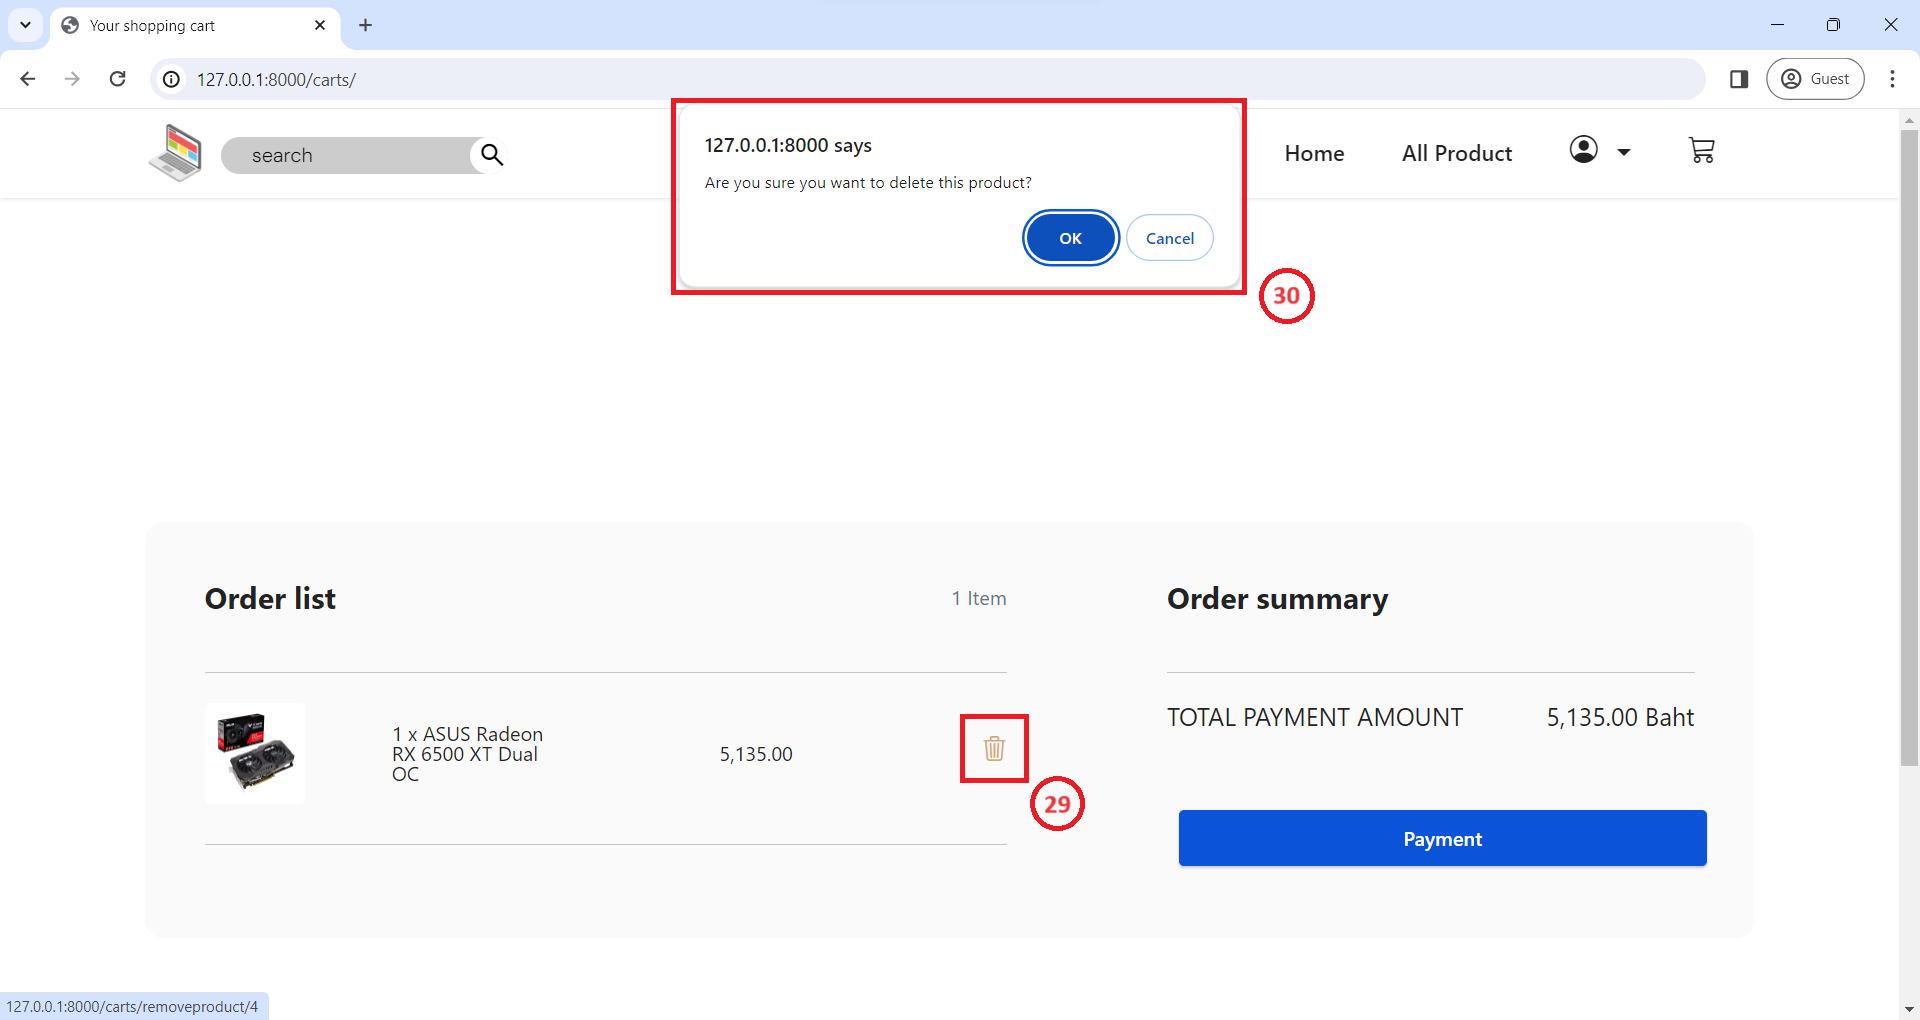 Your shopping cart
127.0.0.1:8000/carts/
Guest
search
127.0.0.1:8000 says
Are you sure you want to delete this product?
OK
Cancel
Home
All Product
30
Order list
1 Item
Order summary
1 x ASUS Radeon
RX 6500 XT Dual
OC
5,135.00
29
TOTAL PAYMENT AMOUNT
5,135.00 Baht
Payment
127.0.0.1:8000/carts/removeproduct/4